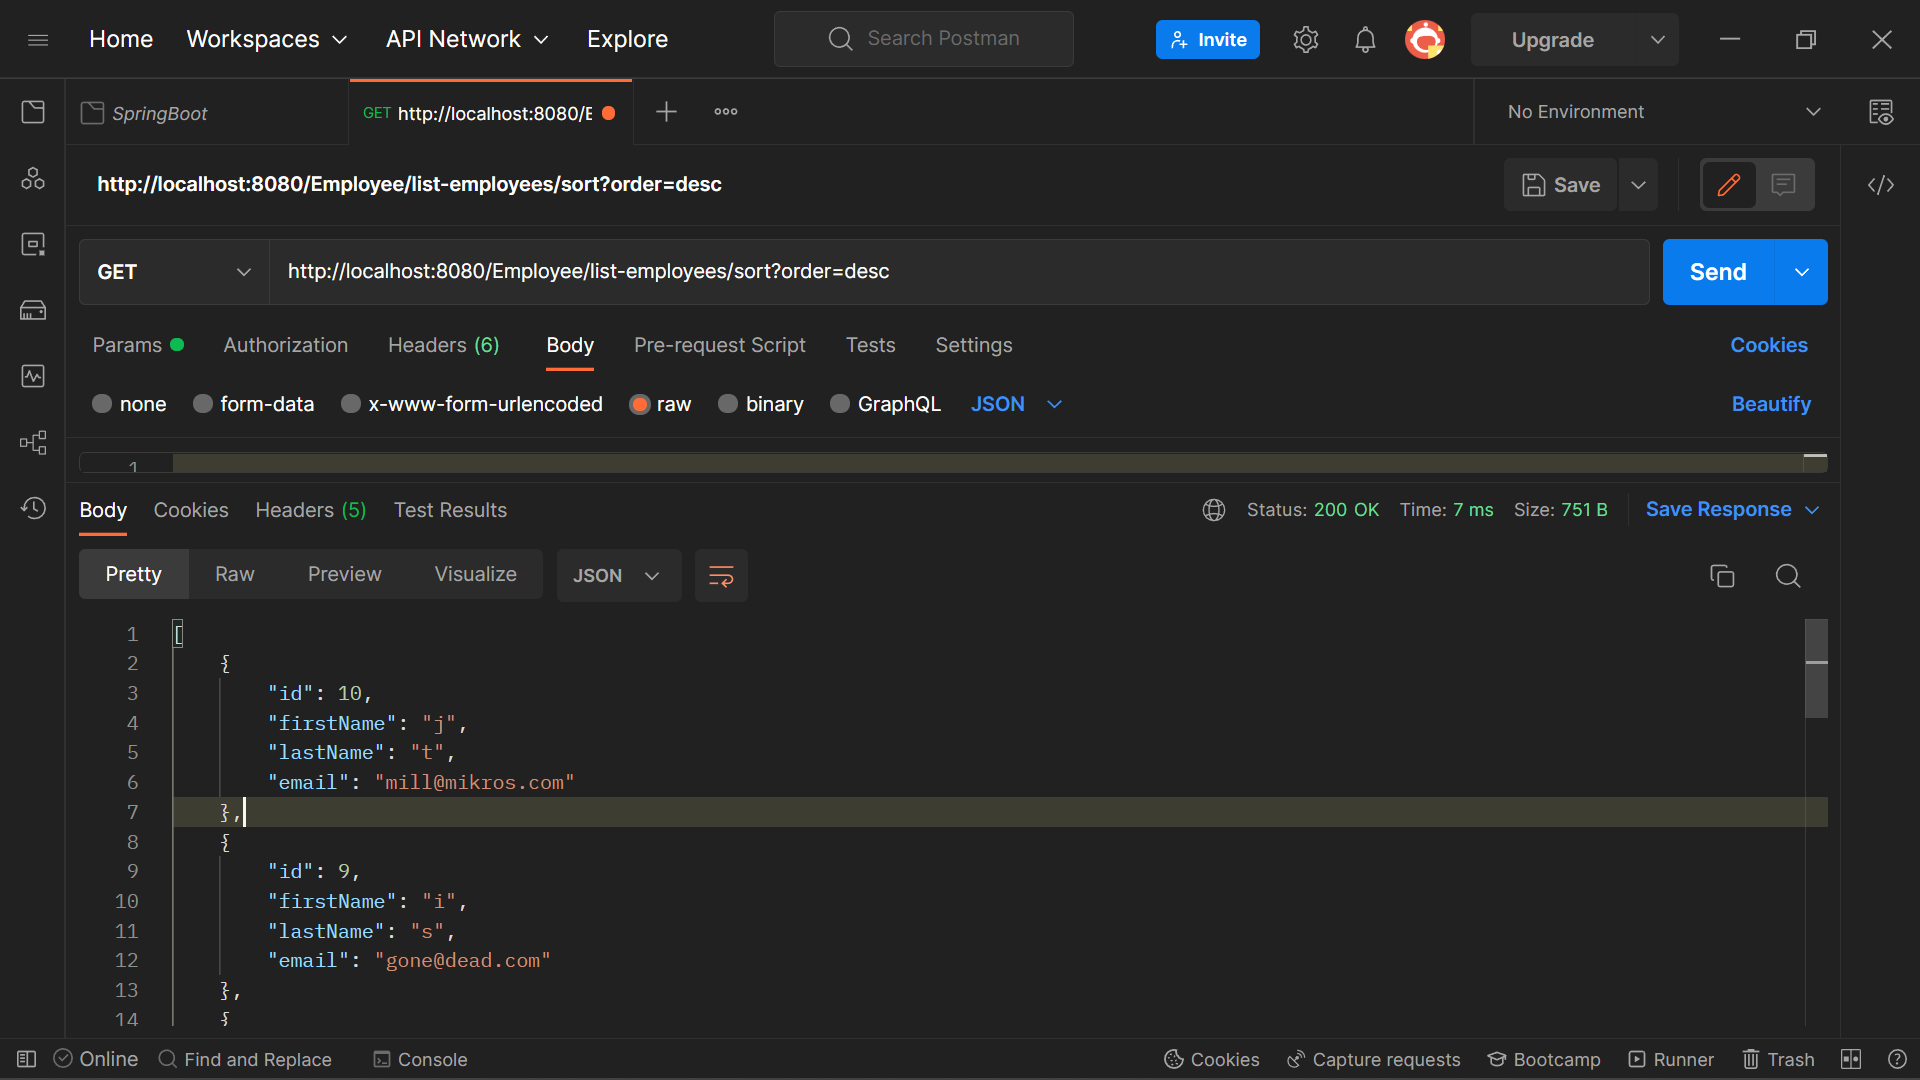 Home Workspaces API Network Explore Search Postman Invite Upgrade
SpringBoot GET http://localhost:8080/E No Environment
http://localhost:8080/Employee/list-employees/sort?order=desc Save
GET http://localhost:8080/Employee/list-employees/sort?order=desc Send
Params Authorization Headers (6) Body Pre-request Script Tests Settings Cookies
none form-data x-www-form-urlencoded raw binary GraphQL JSON Beautify
1
Body Cookies Headers (5) Test Results Status: 200 OK Time: 7 ms Size: 751 B Save Response
Pretty Raw Preview Visualize JSON
1 [
2 {
3 "id": 10,
4 "firstName": "j",
5 "lastName": "t",
6 "email": "mill@mikros.com"
7 },
8 {
9 "id": 9,
10 "firstName": "i",
11 "lastName": "s",
12 "email": "gone@dead.com"
13 },
14 {
Online Find and Replace Console Cookies Capture requests Bootcamp Runner Trash